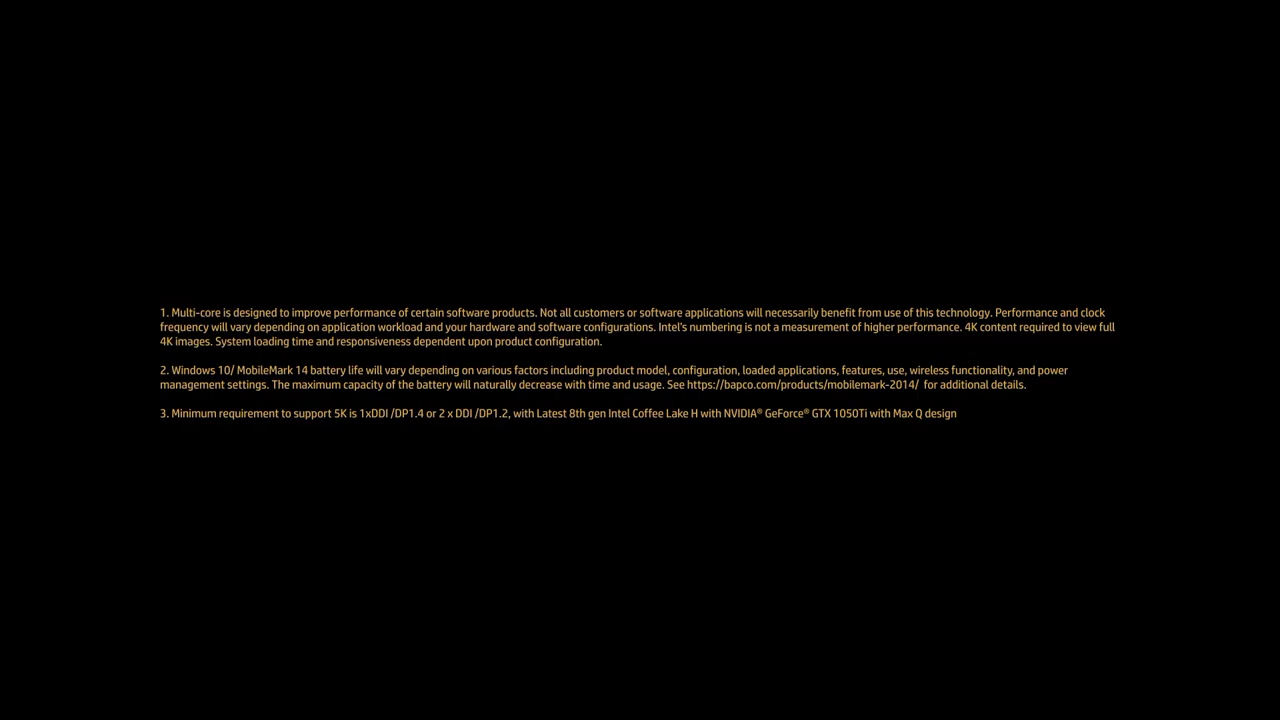 1. Multi-core is designed to improve performance of certain software products. Not all customers or software applications will necessarily benefit from use of this technology. Performance and clock
frequency will vary depending on application workload and your hardware and software configurations. Intel's numbering is not a measurement of higher performance. 4K content required to view full
4K images. System loading time and responsiveness dependent upon product configuration.
2. Windows 10/ MobileMark 14 battery life will vary depending on various factors including product model, configuration, loaded applications, features, use, wireless functionality, and power
management settings. The maximum capacity of the battery will naturally decrease with time and usage. See https://bapco.com/products/mobilemark-2014/  for additional details.
3. Minimum requirement to support 5K is 1xDDI /DP1.4 or 2 x DDI /DP1.2, with Latest 8th gen Intel Coffee Lake H with NVIDIA® GeForce® GTX 1050Ti with Max Q design